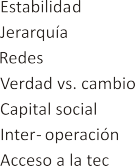 Estabilidad
Jerarquía
Redes
Verdad vs. cambio
Capital social
Inter- operación
Acceso a la tec